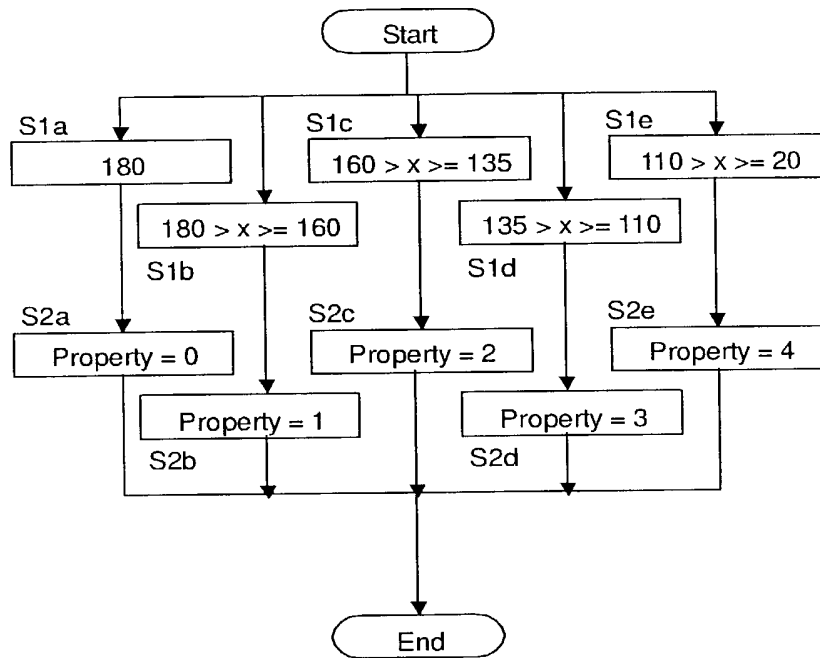 Start
S1a
S1c
S1e
180
160 > x >= 135
110 > x >= 20
180 > x >= 160
135 > x >= 110
S1b
S1d
S2a
S2c
S2e
Property = 0
Property = 2
Property = 4
Property = 1
Property = 3
S2b
S2d
End